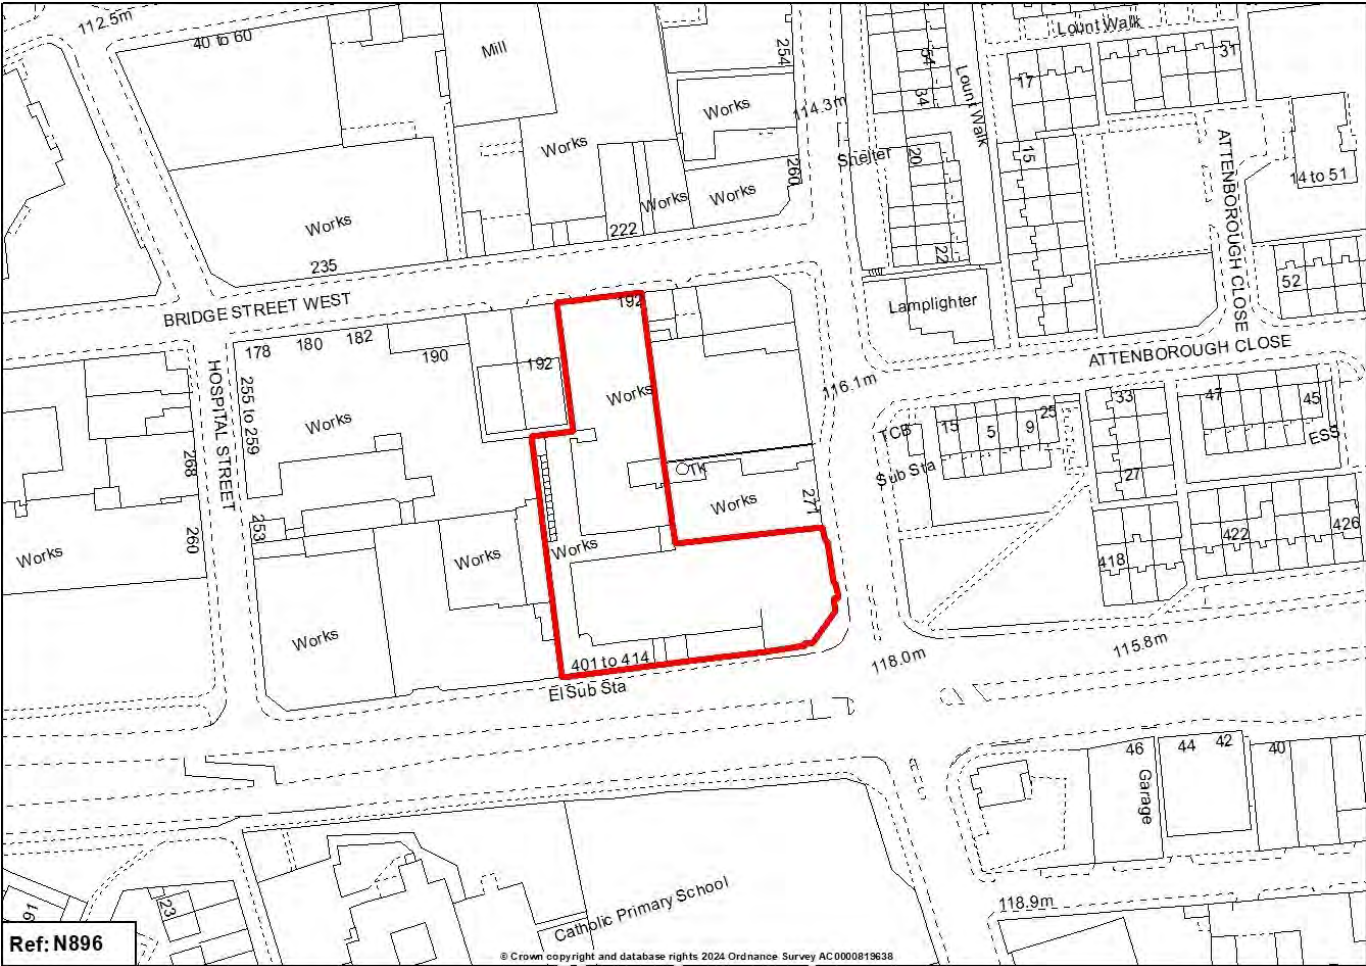 112.5m
40 to 60
Mill
254
Works
114.3m
54
34
Lount Walk
Lount Walk
17
31
Works
Shelter
20
15
ATTENBOROUGH CLOSE
14 to 51
260
Works
Works
Works
222
22
235
52
BRIDGE STREET WEST
192
Lamplighter
178
180
182
190
192
ATTENBOROUGH CLOSE
HOSPITAL STREET
255 to 259
Works
Works
116.1m
TCB
15
5
9
25
33
47
45
ESS
268
TK
Sub Sta
27
271
Works
253
260
Works
Works
Works
418
422
426
Works
401 to 414
El Sub Sta
118.0m
115.8m
46
44
42
40
Garage
Catholic Primary School
118.9m
91
23
Ref: N896
© Crown copyright and database rights 2024 Ordnance Survey AC0000819638